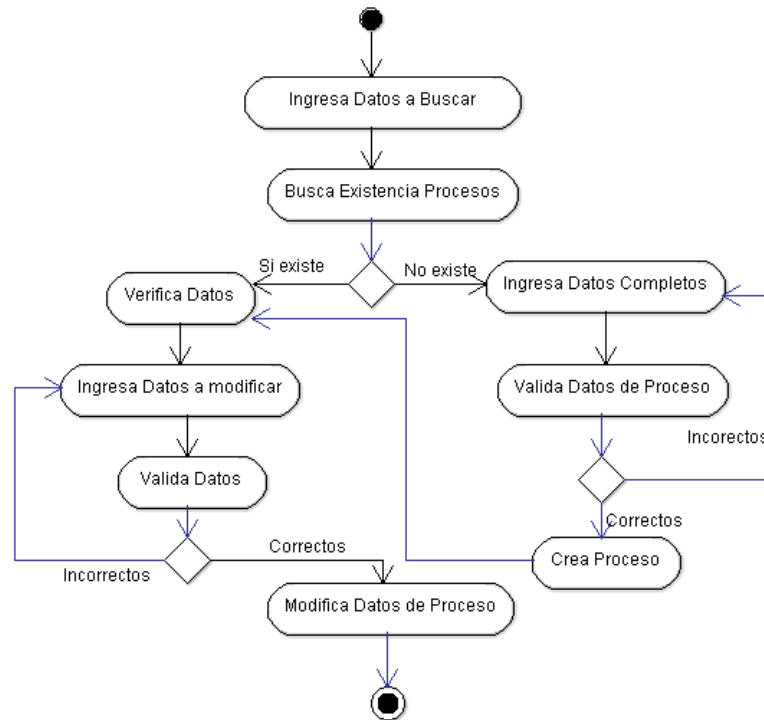 Ingresa Datos a Buscar
Busca Existencia Procesos
Si existe
No existe
Verifica Datos
Ingresa Datos Completos
Ingresa Datos a modificar
Valida Datos de Proceso
Incorectos
Valida Datos
Correctos
Incorrectos
Correctos
Crea Proceso
Modifica Datos de Proceso